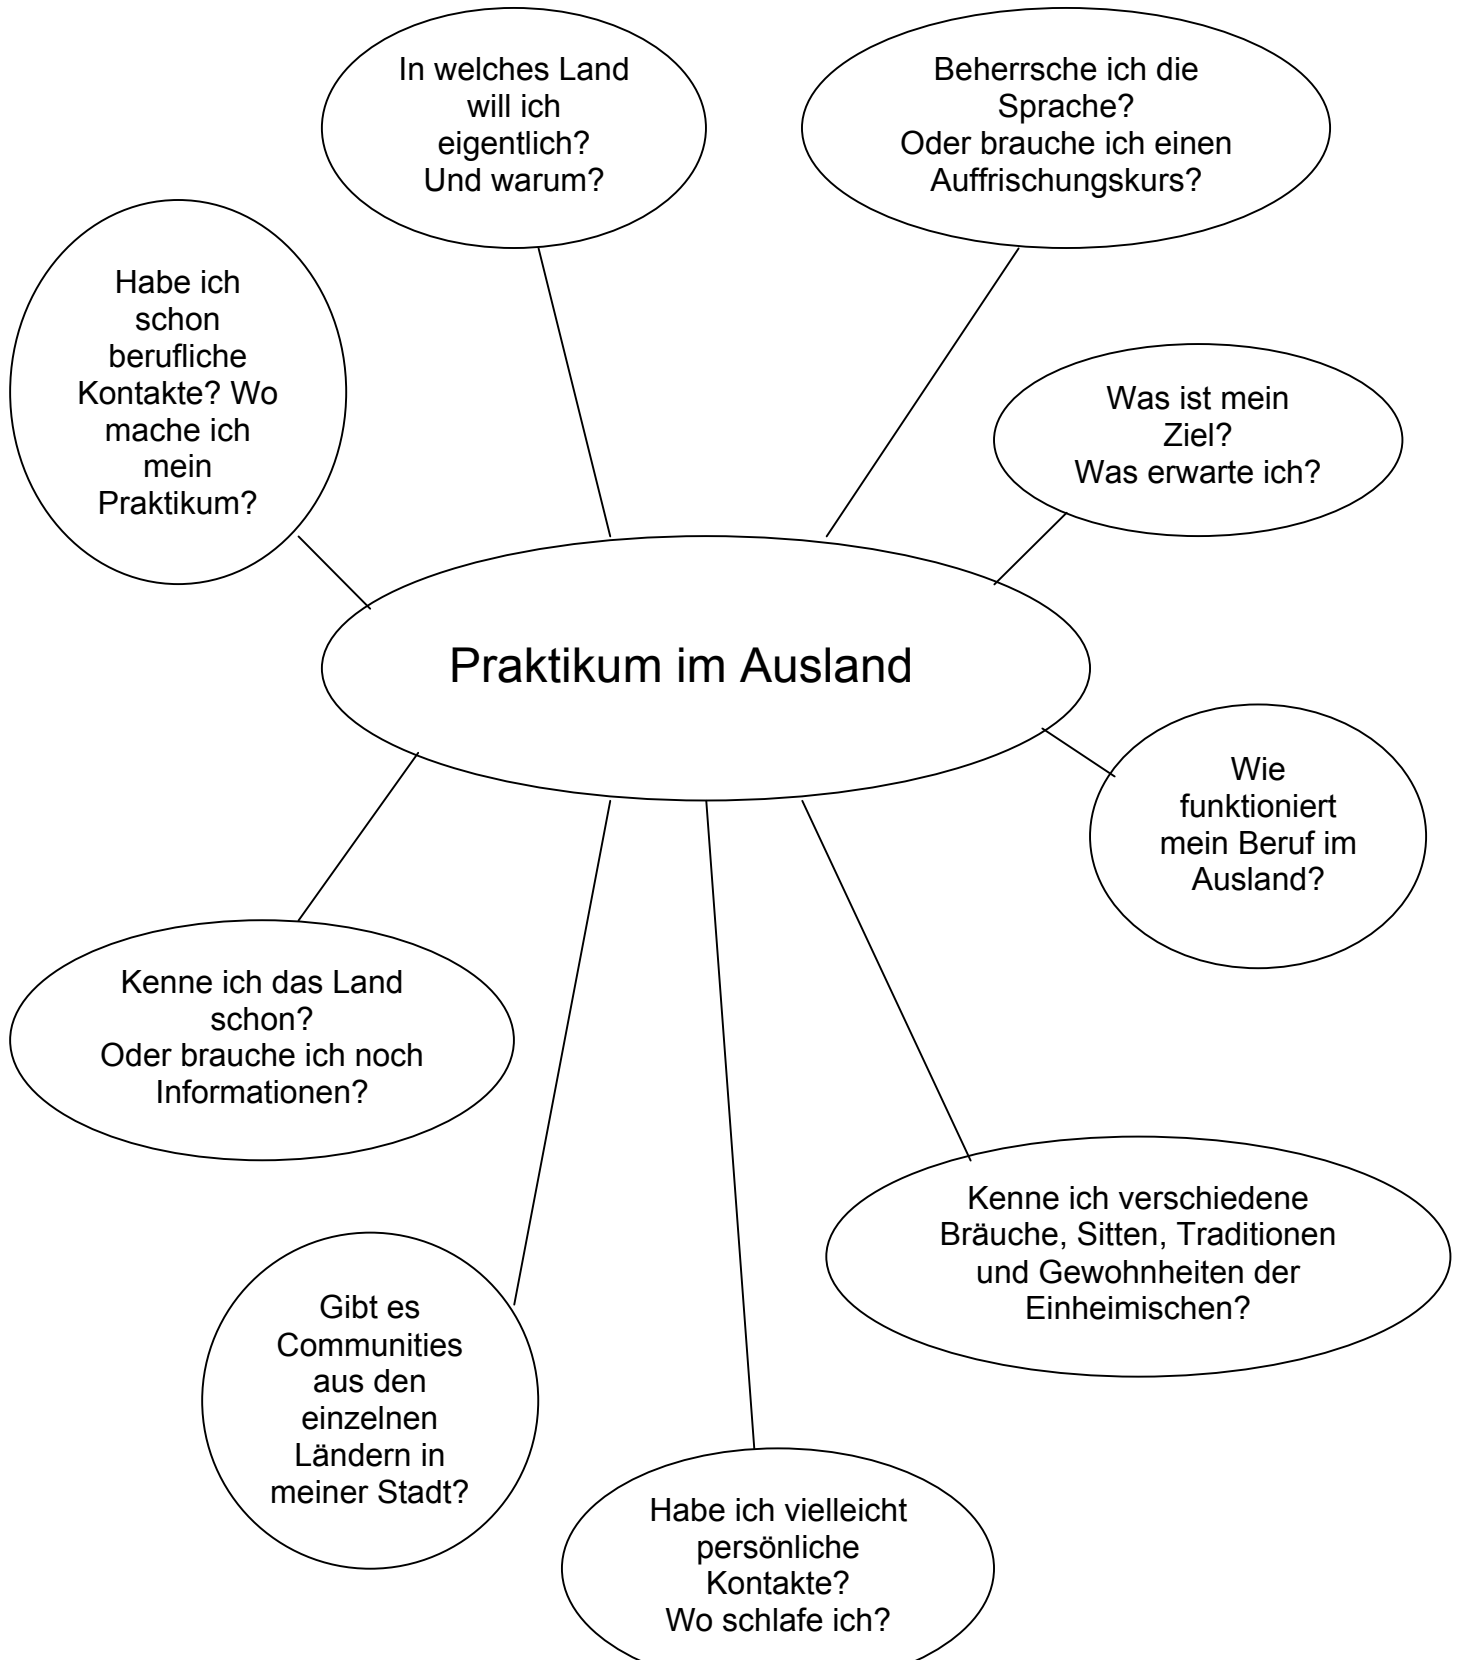 In welches Land
will ich
eigentlich?
Und warum?
Beherrsche ich die
Sprache?
Oder brauche ich einen
Auffrischungskurs?
Habe ich
schon
berufliche
Kontakte? Wo
mache ich
mein
Praktikum?
Was ist mein
Ziel?
Was erwarte ich?
Praktikum im Ausland
Wie
funktioniert
mein Beruf im
Ausland?
Kenne ich das Land
schon?
Oder brauche ich noch
Informationen?
Kenne ich verschiedene
Bräuche, Sitten, Traditionen
und Gewohnheiten der
Einheimischen?
Gibt es
Communities
aus den
einzelnen
Ländern in
meiner Stadt?
Habe ich vielleicht
persönliche
Kontakte?
Wo schlafe ich?